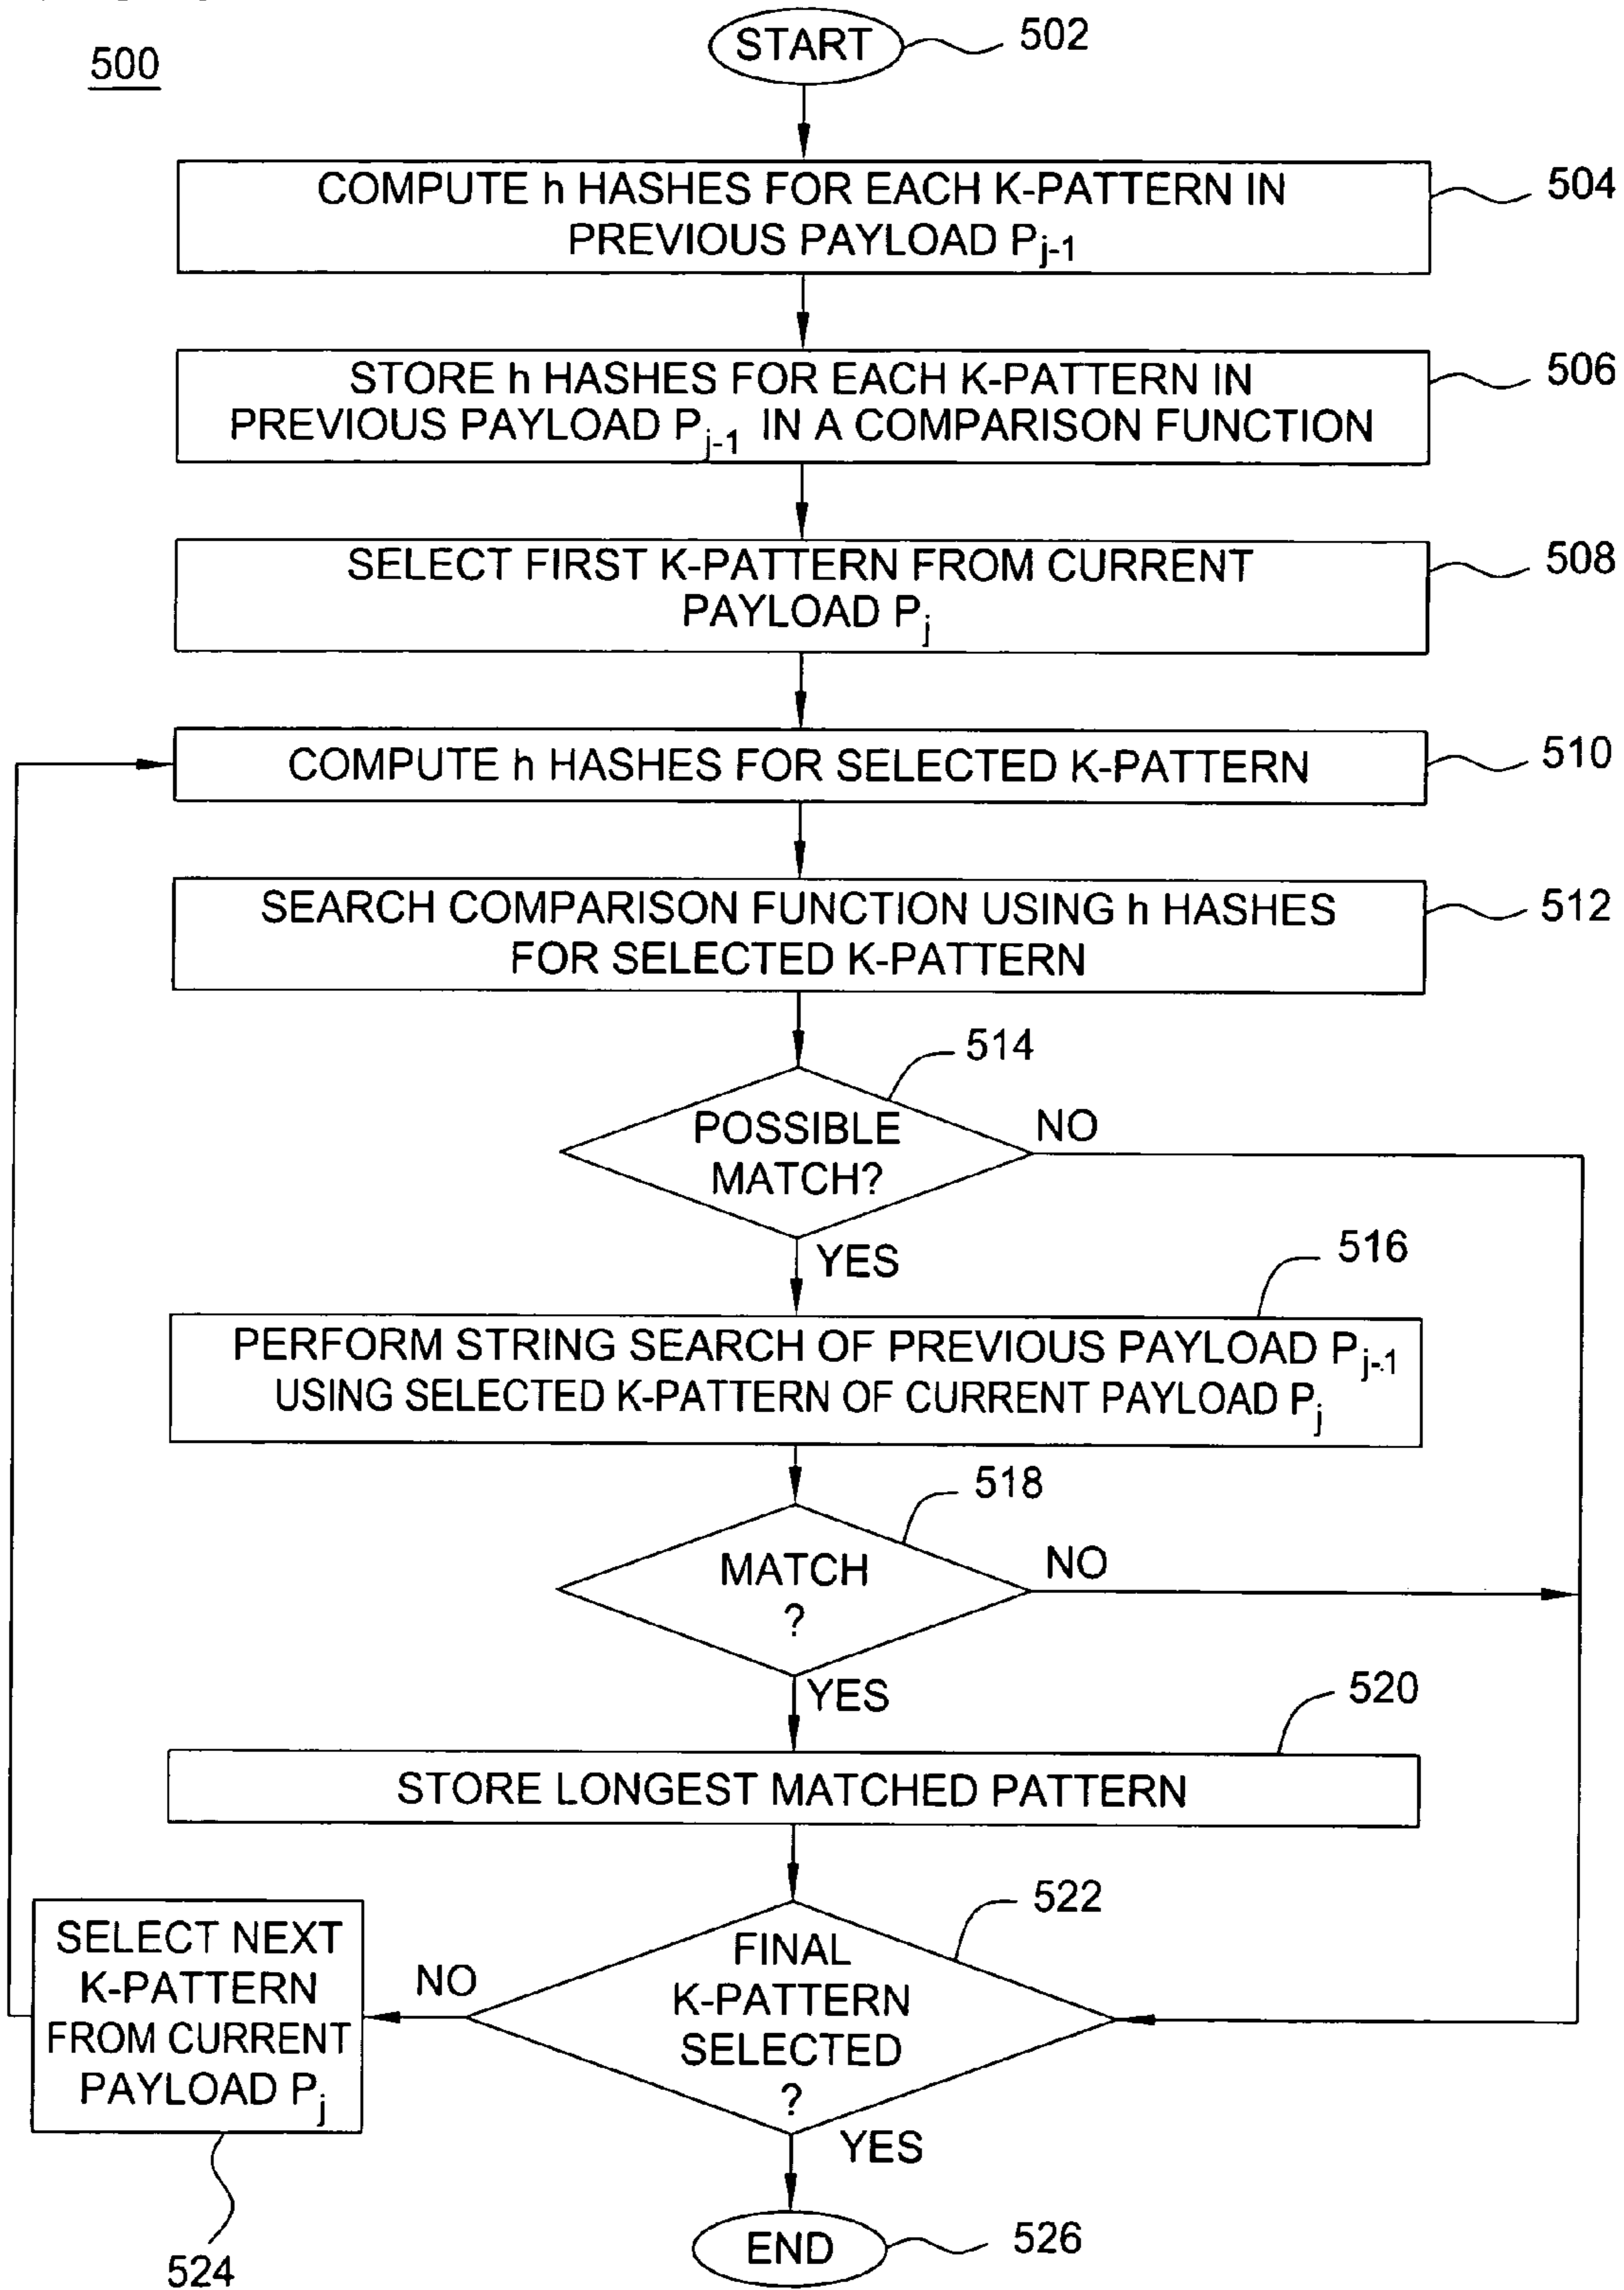 500
START
502
COMPUTE h HASHES FOR EACH K-PATTERN IN
PREVIOUS PAYLOAD Pj-1
504
STORE h HASHES FOR EACH K-PATTERN IN
PREVIOUS PAYLOAD Pj-1 IN A COMPARISON FUNCTION
506
SELECT FIRST K-PATTERN FROM CURRENT
PAYLOAD Pj
508
COMPUTE h HASHES FOR SELECTED K-PATTERN
510
SEARCH COMPARISON FUNCTION USING h HASHES
FOR SELECTED K-PATTERN
512
514
POSSIBLE
MATCH?
NO
YES
516
PERFORM STRING SEARCH OF PREVIOUS PAYLOAD Pj-1
USING SELECTED K-PATTERN OF CURRENT PAYLOAD Pj
518
MATCH
?
NO
YES
520
STORE LONGEST MATCHED PATTERN
522
FINAL
K-PATTERN
SELECTED
?
NO
SELECT NEXT
K-PATTERN
FROM CURRENT
PAYLOAD Pj
524
YES
END
526